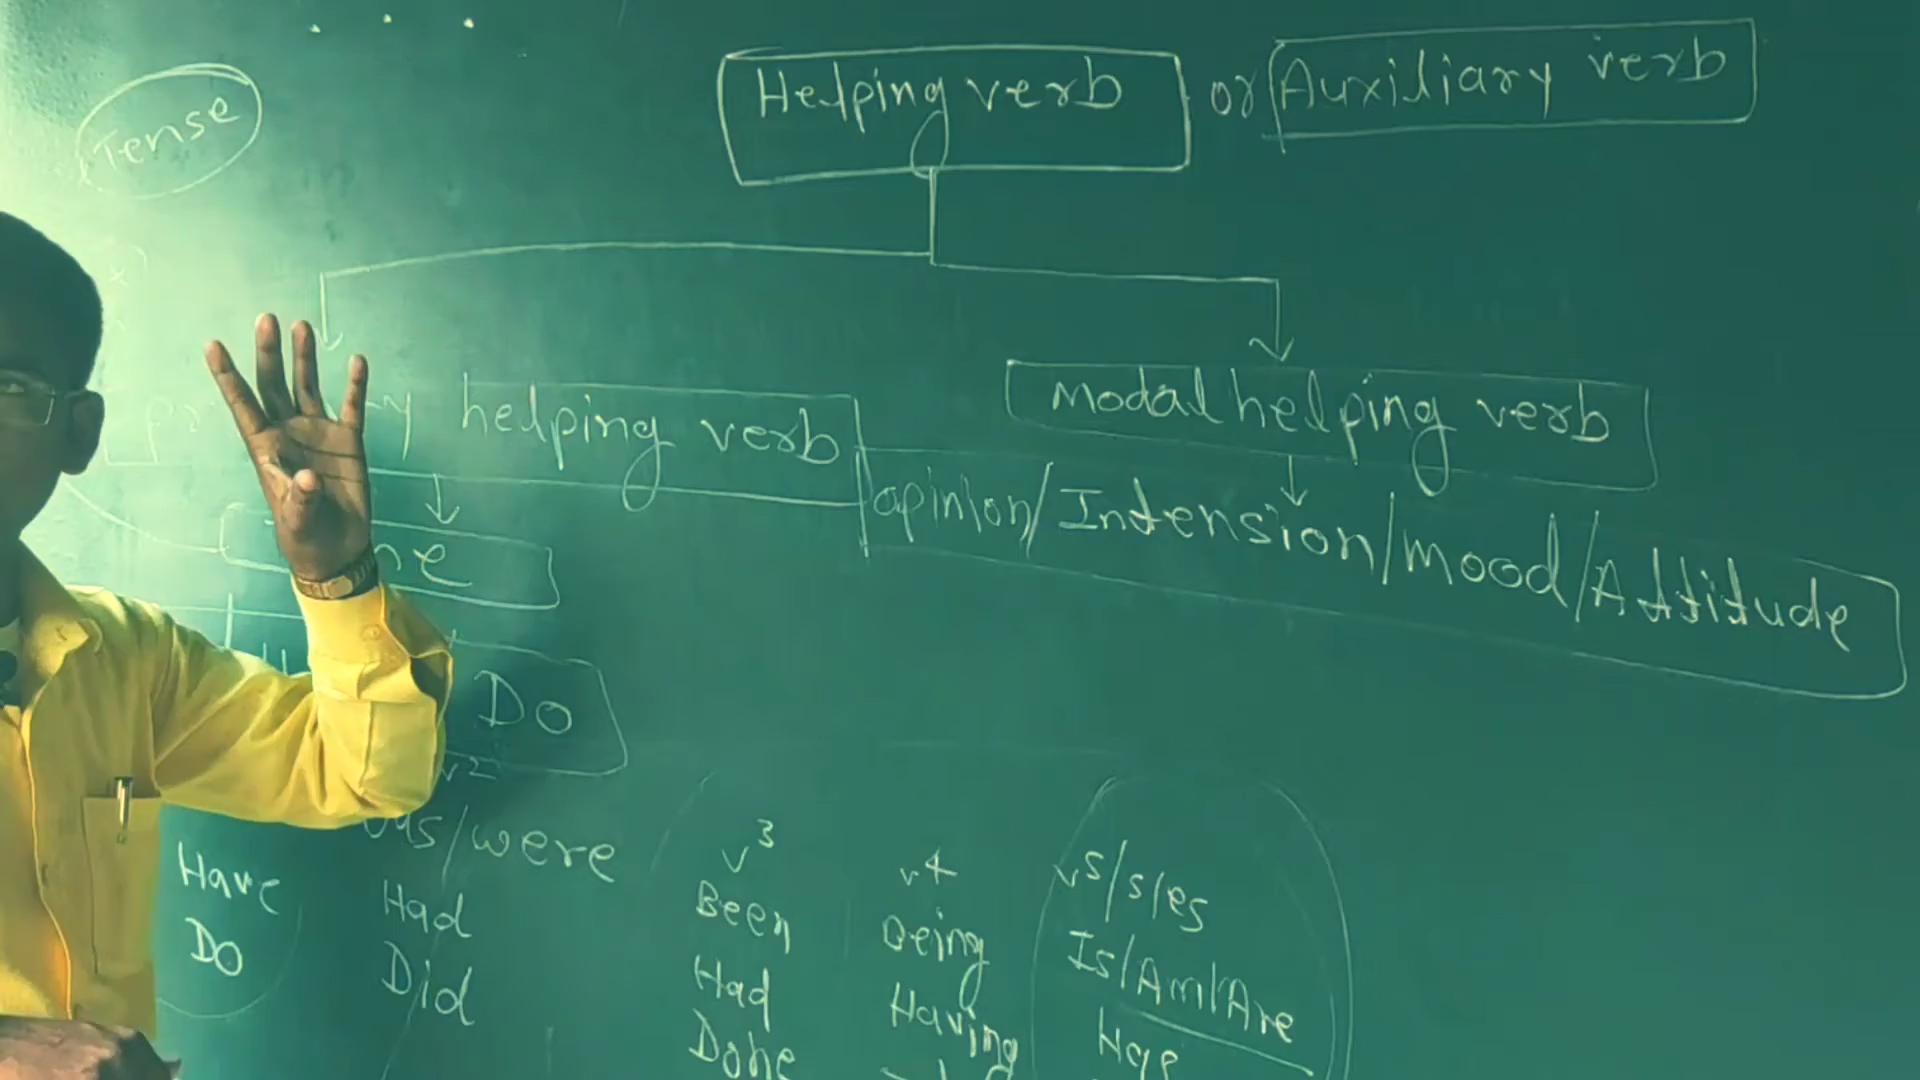 Helping verb or Auxiliary verb
Tense
helping verb
Modal helping verb
opinion/Intension/mood/Attitude
Do
v2
were
v3
v4
v5/s/es
Have
Had
Been
Being
Is/Am/Are
Do
Did
Had
Having
Done